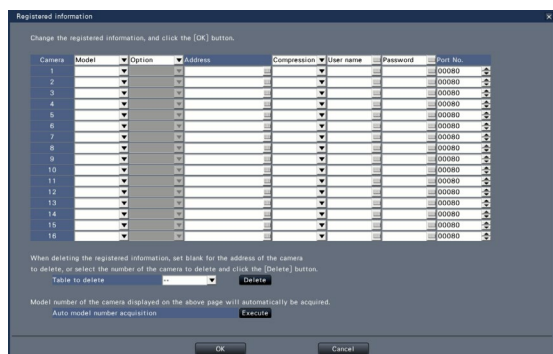 Registered information
Change the registered information, and click the [OK] button.
Camera Model Option Address Compression User name Password Port No.
1 00080
2 00080
3 00080
4 00080
5 00080
6 00080
7 00080
8 00080
9 00080
10 00080
11 00080
12 00080
13 00080
14 00080
15 00080
16 00080
When deleting the registered information, set blank for the address of the camera
to delete, or select the number of the camera to delete and click the [Delete] button.
Table to delete -- Delete
Model number of the camera displayed on the above page will automatically be acquired.
Auto model number acquisition Execute
OK Cancel